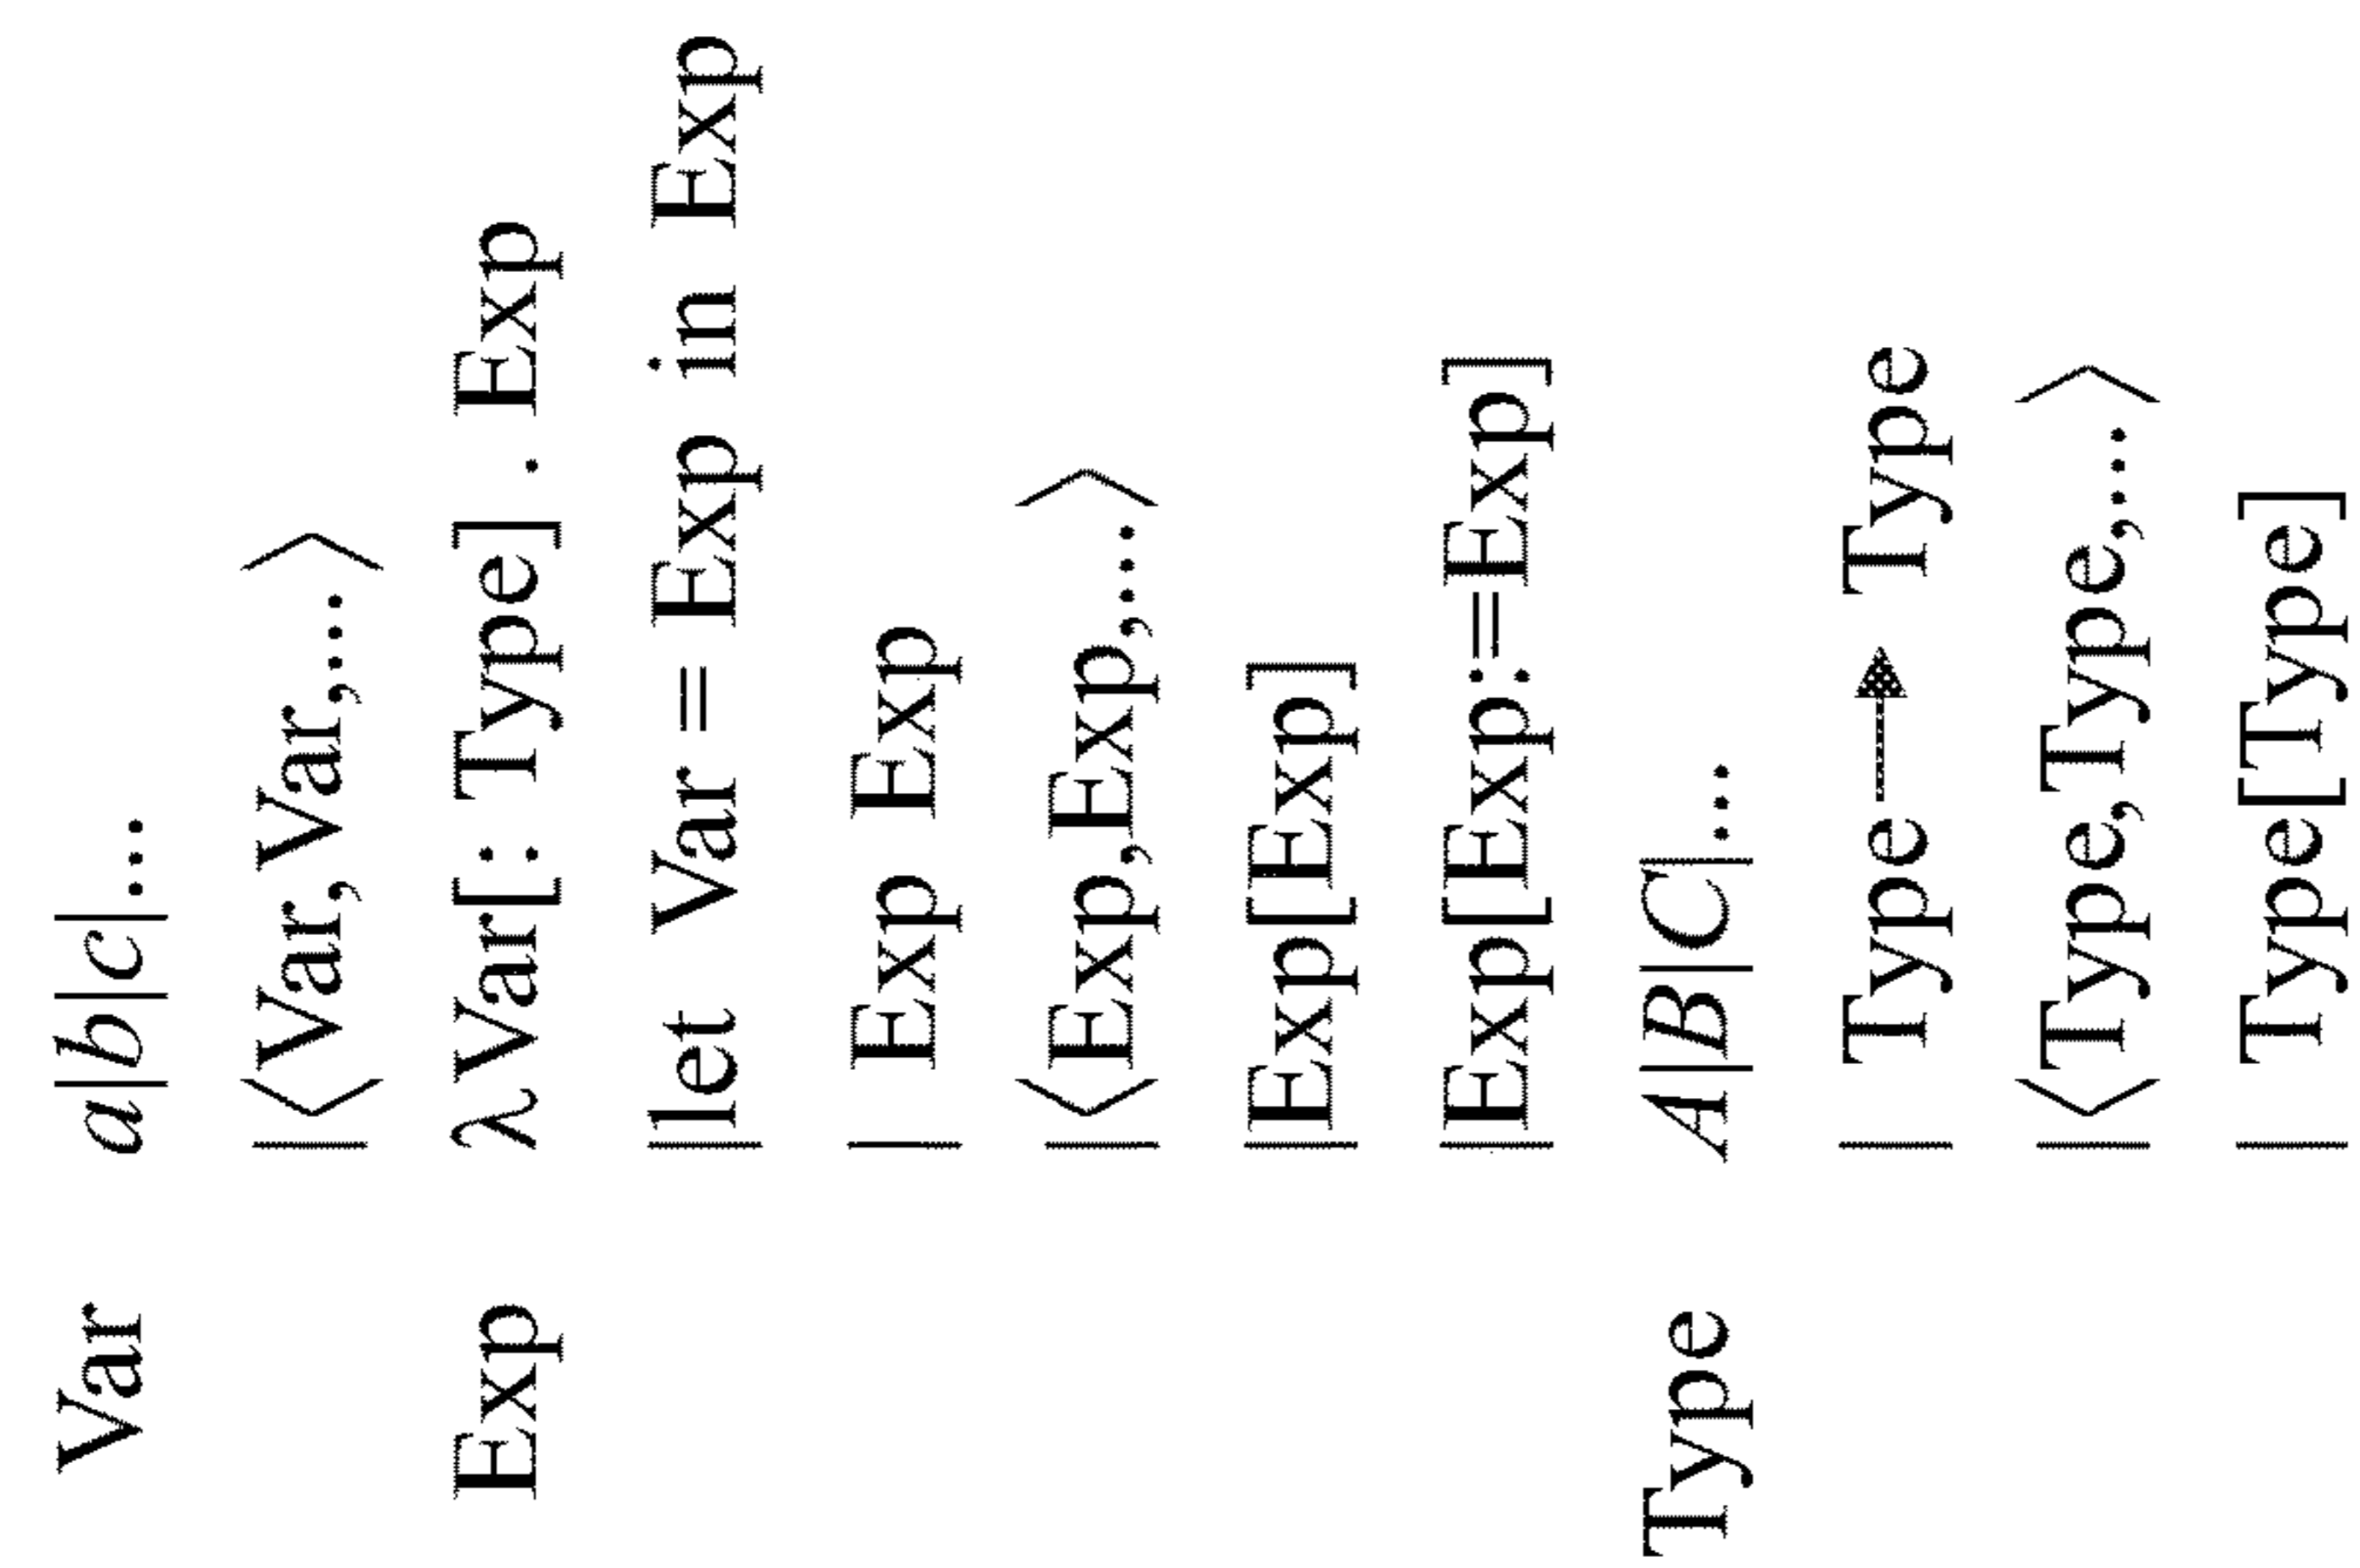 Var a|b|c|...
|⟨Var,Var,...⟩
Exp λVar[: Type] . Exp
|let Var = Exp in Exp
| Exp Exp
|⟨Exp,Exp,...⟩
|Exp[Exp]
|Exp[Exp:=Exp]
Type A|B|C|...
| Type → Type
|⟨Type,Type,...⟩
| Type[Type]